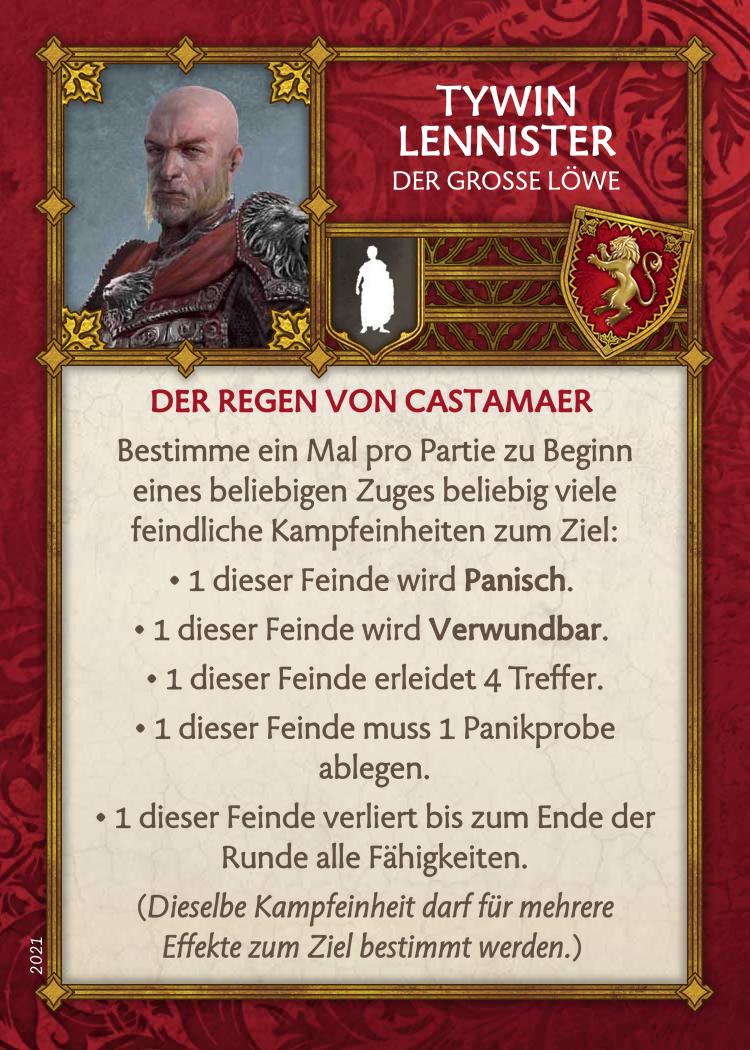 TYWIN
LENNISTER
DER GROSSE LÖWE
DER REGEN VON CASTAMAER
Bestimme ein Mal pro Partie zu Beginn
eines beliebigen Zuges beliebig viele
feindliche Kampfeinheiten zum Ziel:
• 1 dieser Feinde wird Panisch.
• 1 dieser Feinde wird Verwundbar.
• 1 dieser Feinde erleidet 4 Treffer.
• 1 dieser Feinde muss 1 Panikprobe
ablegen.
• 1 dieser Feinde verliert bis zum Ende der
Runde alle Fähigkeiten.
(Dieselbe Kampfeinheit darf für mehrere
Effekte zum Ziel bestimmt werden.)
2021